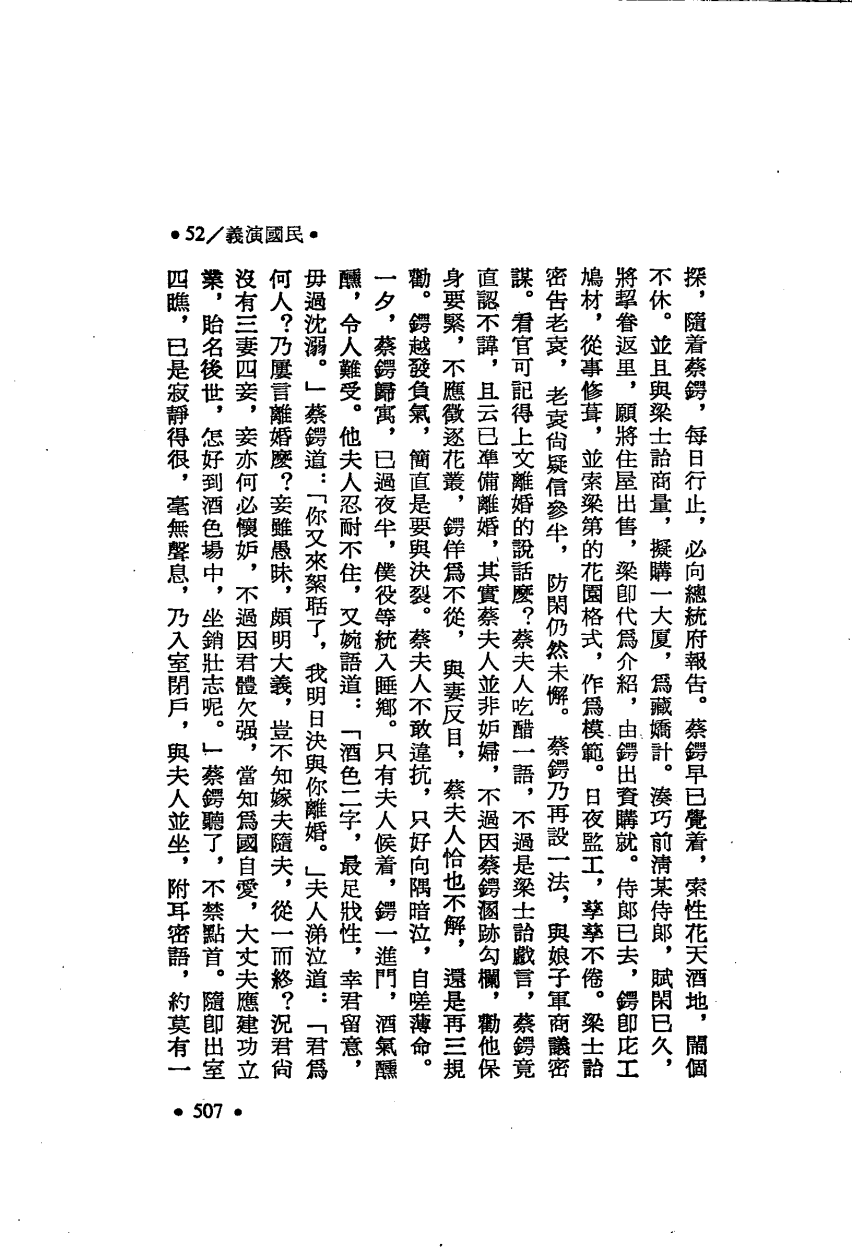 •52／義演國民•
探，隨着蔡鍔，每日行止，必向總統府報告。蔡鍔早已覺着，索性花天酒地，鬧個
不休。並且與梁士詒商量，擬購一大廈，爲藏嬌計。湊巧前清某侍郎，賦閑已久，
將挈眷返里，願將住屋出售，梁卽代爲介紹，由鍔出資購就。侍郎已去，鍔卽庀工
鳩材，從事修葺，並索梁第的花園格式，作爲模範。日夜監工，孳孳不倦。梁士詒
密告老袁，老袁尙疑信參半，防閑仍然未懈。蔡鍔乃再設一法，與娘子軍商議密
謀。看官可記得上文離婚的說話麼？蔡夫人吃醋一語，不過是梁士詒戲言，蔡鍔竟
直認不諱，且云已準備離婚，其實蔡夫人並非妒婦，不過因蔡鍔溷跡勾欄，勸他保
身要緊，不應徵逐花叢，鍔佯爲不從，與妻反目，蔡夫人恰也不解，還是再三規
勸。鍔越發負氣，簡直是要與決裂。蔡夫人不敢違抗，只好向隅暗泣，自嗟薄命。
一夕，蔡鍔歸寓，已過夜半，僕役等統入睡鄉。只有夫人候着，鍔一進門，酒氣醺
醺，令人難受。他夫人忍耐不住，又婉語道：「酒色二字，最足戕性，幸君留意，
毋過沈溺。」蔡鍔道：「你又來絮聒了，我明日決與你離婚。」夫人涕泣道：「君爲
何人？乃屢言離婚麼？妾雖愚昧，頗明大義，豈不知嫁夫隨夫，從一而終？況君尙
沒有三妻四妾，妾亦何必懷妒，不過因君體欠强，當知爲國自愛，大丈夫應建功立
業，貽名後世，怎好到酒色場中，坐銷壯志呢。」蔡鍔聽了，不禁點首。隨卽出室
四瞧，已是寂靜得很，毫無聲息，乃入室閉戶，與夫人並坐，附耳密語，約莫有一
• 507 •